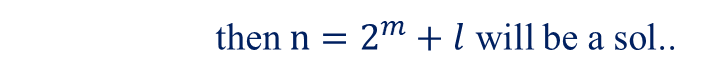 then n = 2^m + l will be a sol..